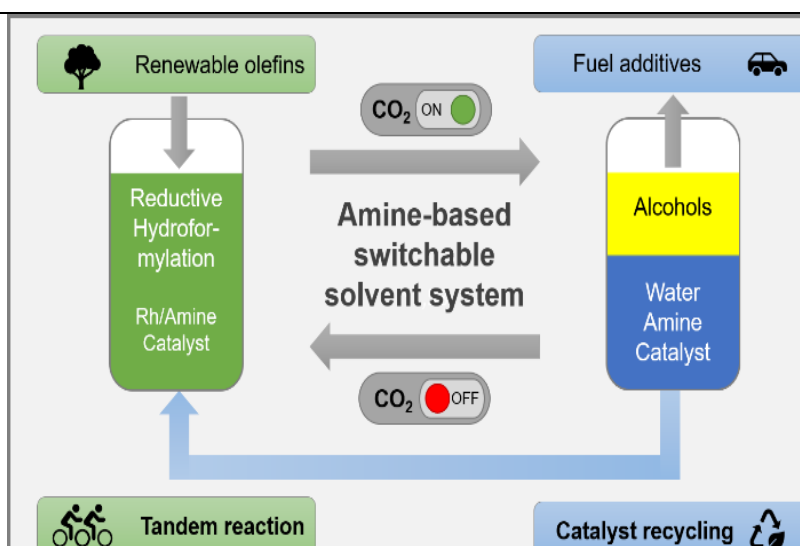 Renewable olefins
Fuel additives
CO₂ ON
Reductive
Hydrofor-
mylation
Rh/Amine
Catalyst
Amine-based
switchable
solvent system
Alcohols
Water
Amine
Catalyst
CO₂ OFF
Tandem reaction
Catalyst recycling